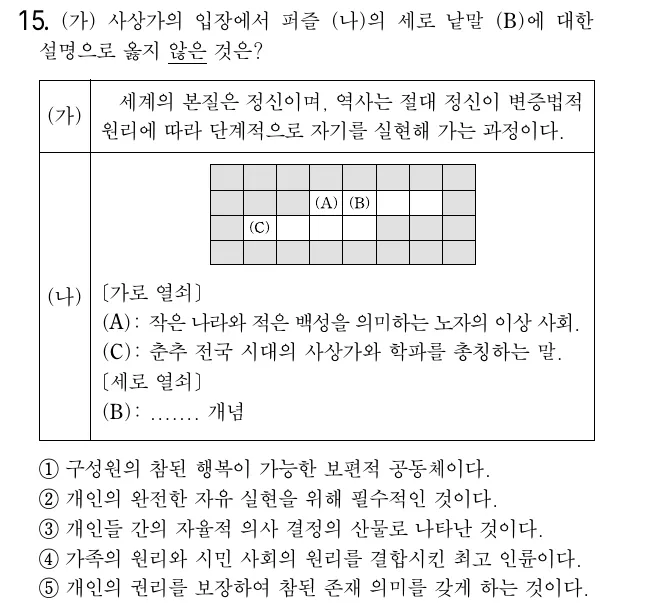 15. (가) 사상가의 입장에서 퍼즐 (나)의 세로 낱말 (B)에 대한
설명으로 옳지 않은 것은?
(가)
세계의 본질은 정신이며, 역사는 절대 정신이 변증법적
원리에 따라 단계적으로 자기를 실현해 가는 과정이다.
(나)
(A) (B)
(C)
〔가로 열쇠〕
(A): 작은 나라와 적은 백성을 의미하는 노자의 이상 사회.
(C): 춘추 전국 시대의 사상가와 학파를 총칭하는 말.
〔세로 열쇠〕
(B): ....... 개념
① 구성원의 참된 행복이 가능한 보편적 공동체이다.
② 개인의 완전한 자유 실현을 위해 필수적인 것이다.
③ 개인들 간의 자율적 의사 결정의 산물로 나타난 것이다.
④ 가족의 원리와 시민 사회의 원리를 결합시킨 최고 인륜이다.
⑤ 개인의 권리를 보장하여 참된 존재 의미를 갖게 하는 것이다.